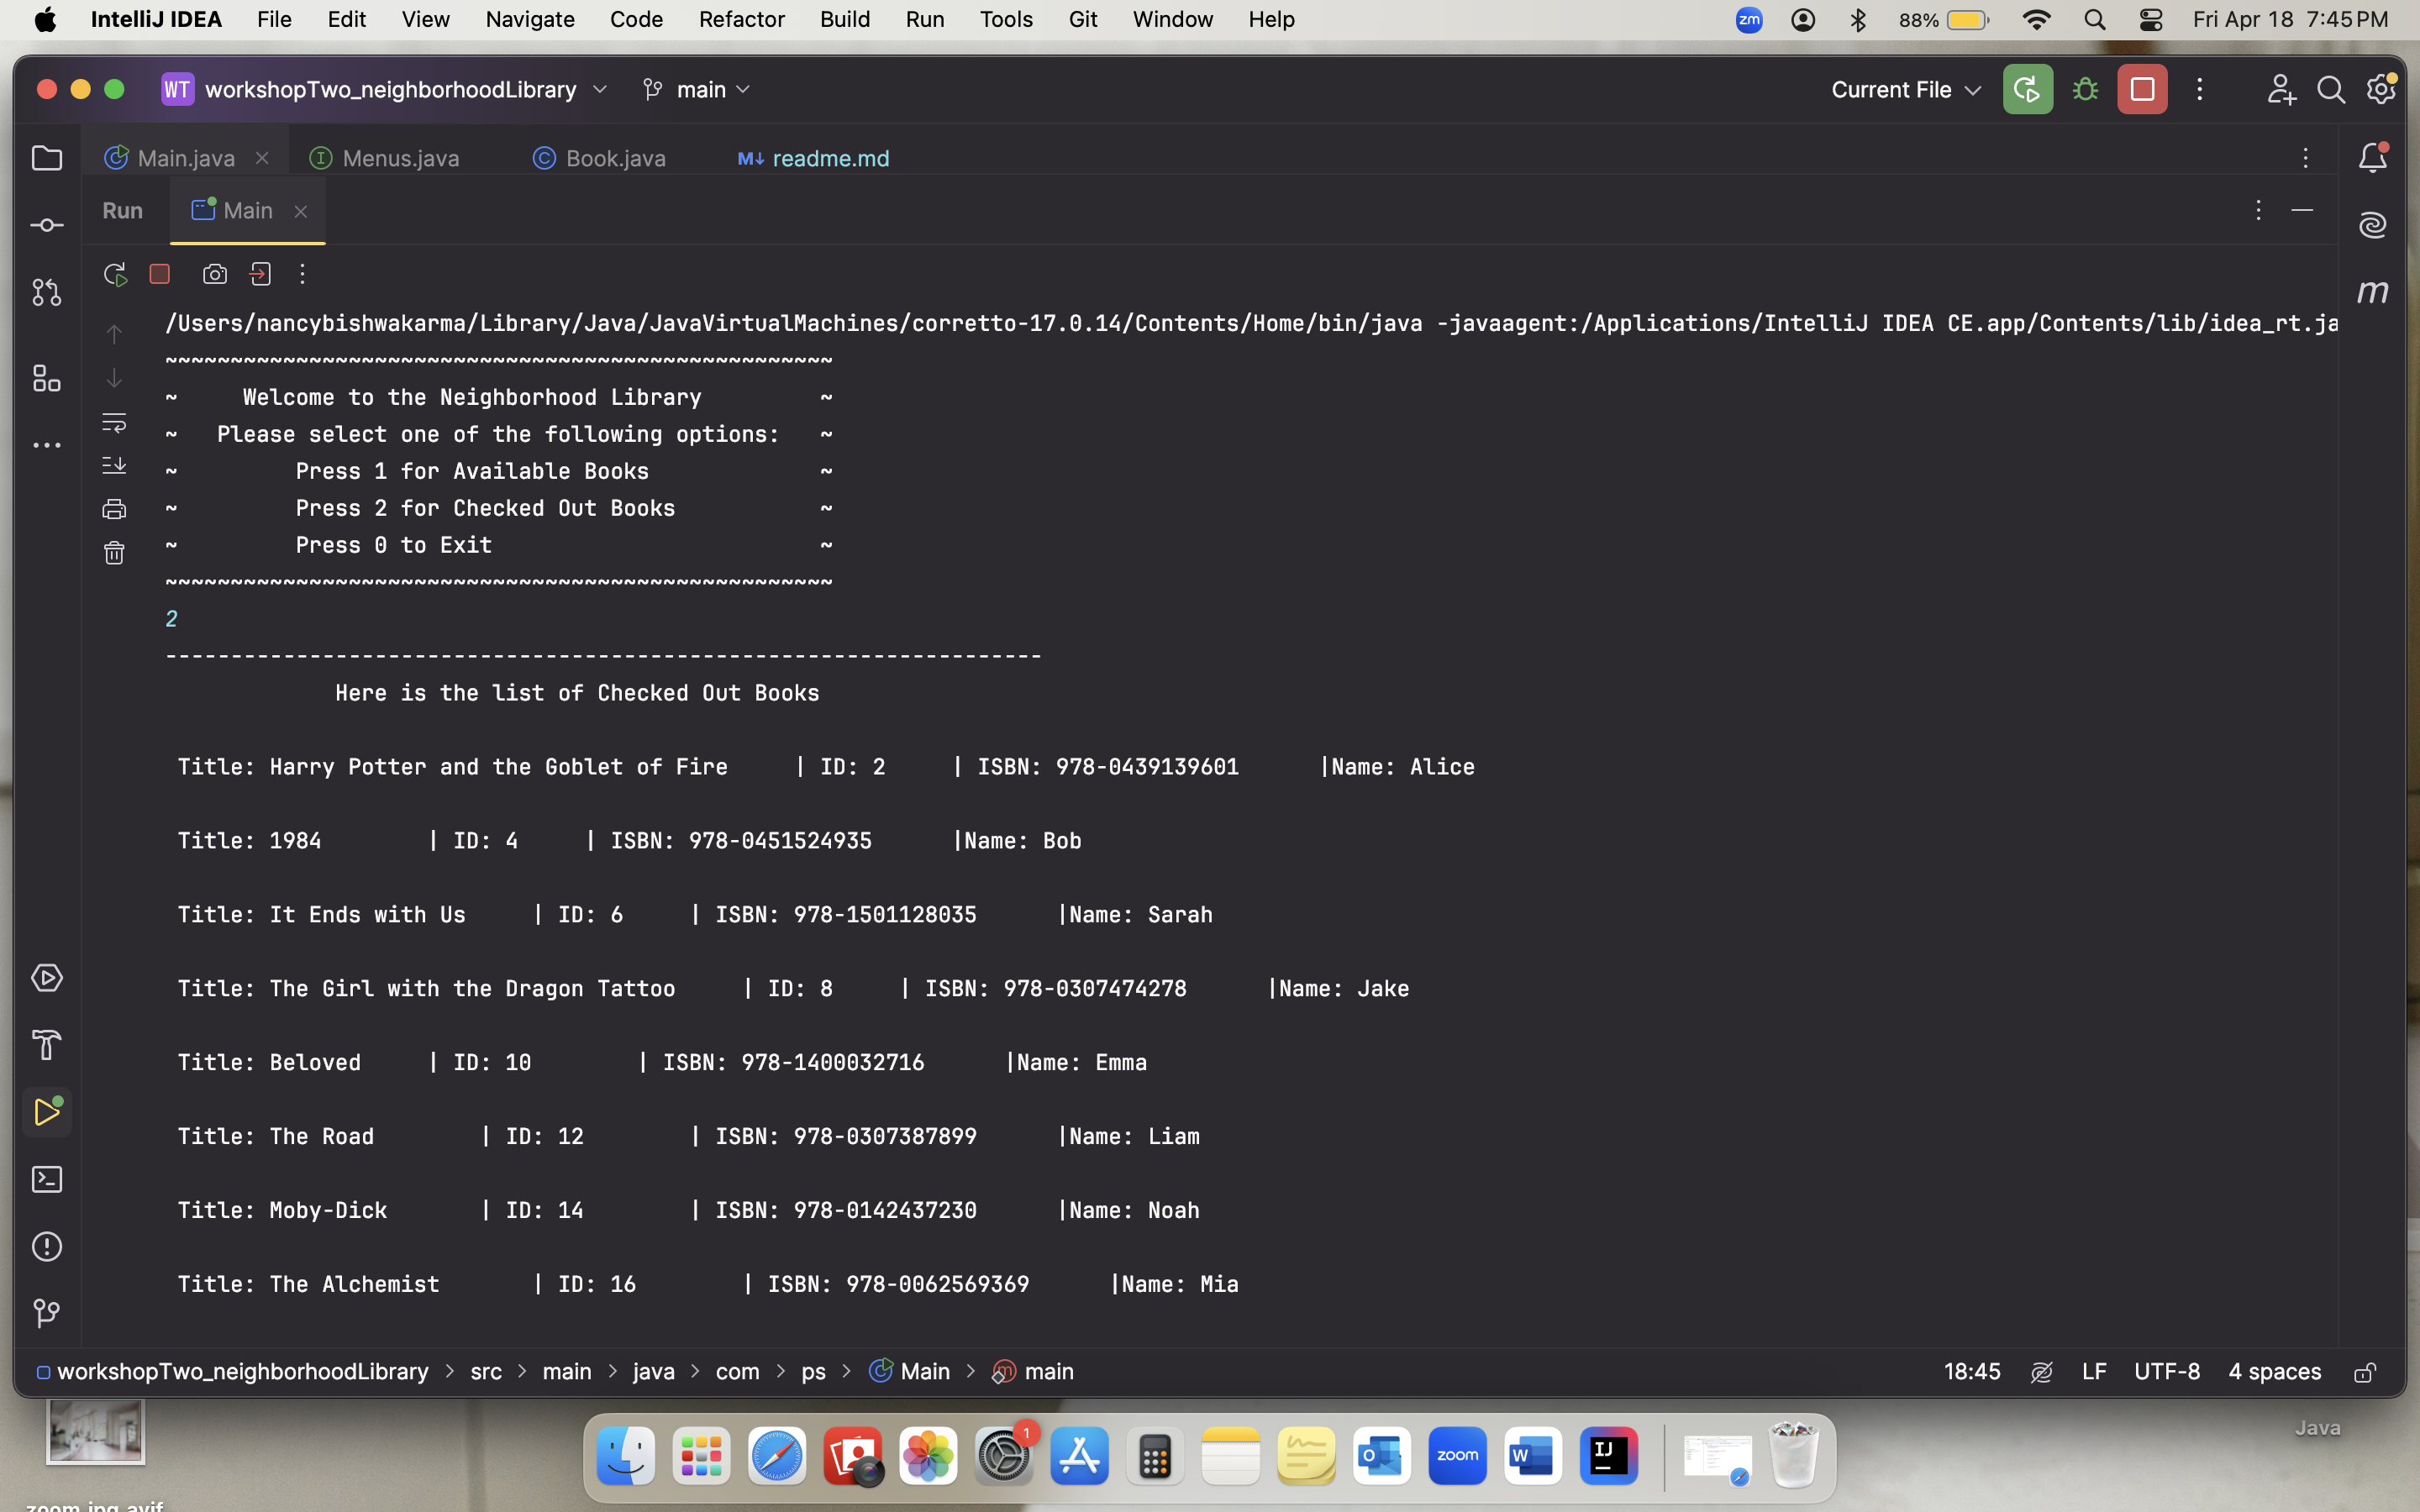 IntelliJ IDEA File Edit View Navigate Code Refactor Build Run Tools Git Window Help zm 88% Fri Apr 18 7:45 PM
WT workshopTwo_neighborhoodLibrary main Current File
Main.java Menus.java Book.java M↓ readme.md
Run Main
/Users/nancybishwakarma/Library/Java/JavaVirtualMachines/corretto-17.0.14/Contents/Home/bin/java -javaagent:/Applications/IntelliJ IDEA CE.app/Contents/lib/idea_rt.ja
~~~~~~~~~~~~~~~~~~~~~~~~~~~~~~~~~~~~~~~~~~~~~~~~~~~
~     Welcome to the Neighborhood Library         ~
~   Please select one of the following options:   ~
~         Press 1 for Available Books             ~
~         Press 2 for Checked Out Books           ~
~         Press 0 to Exit                         ~
~~~~~~~~~~~~~~~~~~~~~~~~~~~~~~~~~~~~~~~~~~~~~~~~~~~
2
-------------------------------------------------------------------
Here is the list of Checked Out Books
Title: Harry Potter and the Goblet of Fire | ID: 2 | ISBN: 978-0439139601 |Name: Alice
Title: 1984 | ID: 4 | ISBN: 978-0451524935 |Name: Bob
Title: It Ends with Us | ID: 6 | ISBN: 978-1501128035 |Name: Sarah
Title: The Girl with the Dragon Tattoo | ID: 8 | ISBN: 978-0307474278 |Name: Jake
Title: Beloved | ID: 10 | ISBN: 978-1400032716 |Name: Emma
Title: The Road | ID: 12 | ISBN: 978-0307387899 |Name: Liam
Title: Moby-Dick | ID: 14 | ISBN: 978-0142437230 |Name: Noah
Title: The Alchemist | ID: 16 | ISBN: 978-0062569369 |Name: Mia
workshopTwo_neighborhoodLibrary > src > main > java > com > ps > Main > main 18:45 LF UTF-8 4 spaces
Java
1
zoom
IJ
zoom.jpg.avif